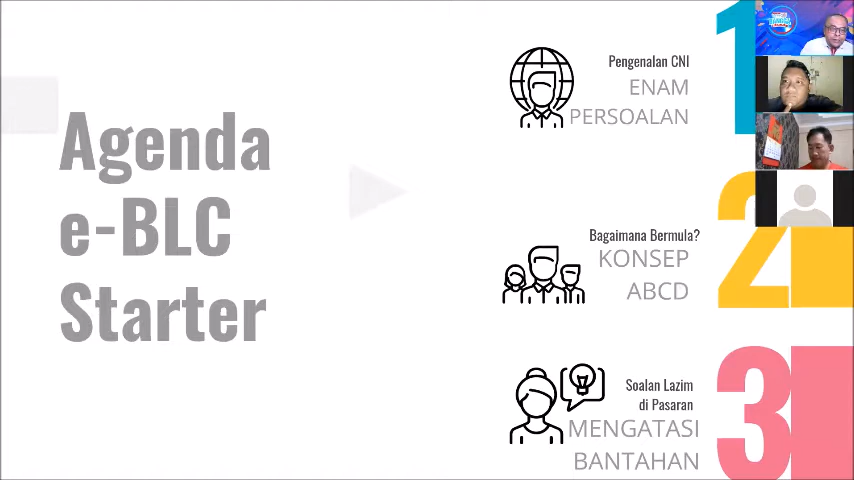 Agenda
e-BLC
Starter
Pengenalan CNI
ENAM
PERSOALAN
1
Bagaimana Bermula?
KONSEP
ABCD
2
Soalan Lazim
di Pasaran
MENGATASI
BANTAHAN
3